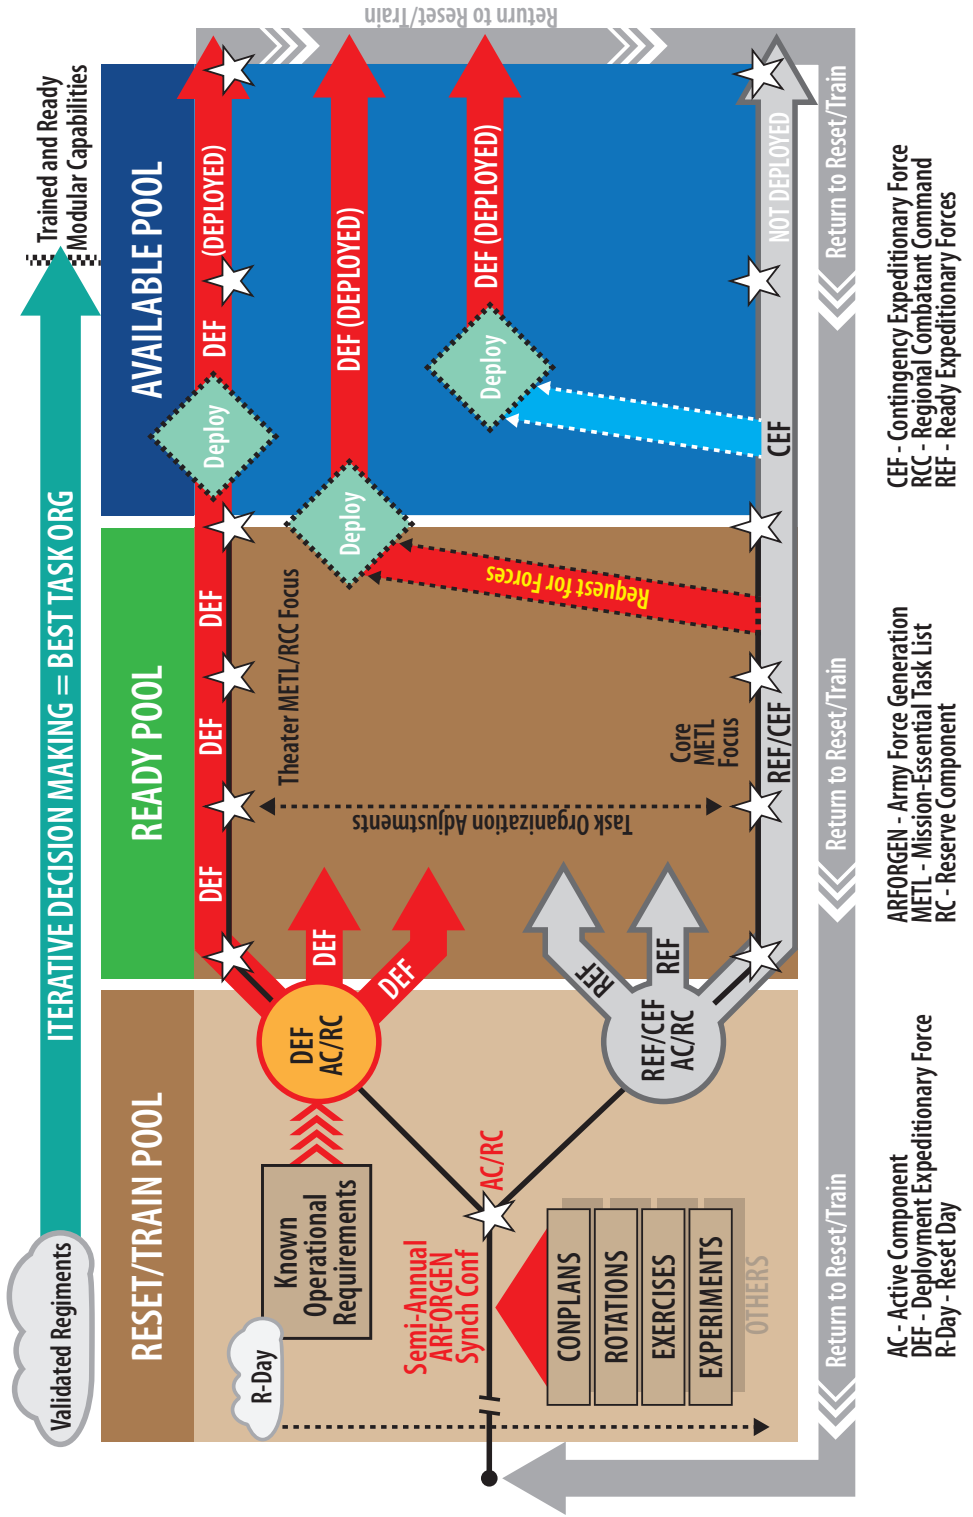 Validated Regiments
ITERATIVE DECISION MAKING = BEST TASK ORG
Trained and Ready
Modular Capabilities
RESET/TRAIN POOL
READY POOL
AVAILABLE POOL
R-Day
Known
Operational
Requirements
Semi-Annual
ARFORGEN
Synch Conf
AC/RC
CONPLANS
ROTATIONS
EXERCISES
EXPERIMENTS
OTHERS
DEF
AC/RC
REF/CEF
AC/RC
DEF
DEF
DEF
DEF
(DEPLOYED)
DEF
DEF
REF
REF
Theater METL/RCC Focus
Task Organization Adjustments
Core
METL
Focus
REF/CEF
Request for Forces
Deploy
Deploy
DEF (DEPLOYED)
Deploy
DEF (DEPLOYED)
CEF
NOT DEPLOYED
Return to Reset/Train
Return to Reset/Train
Return to Reset/Train
Return to Reset/Train
AC - Active Component
DEF - Deployment Expeditionary Force
R-Day - Reset Day
ARFORGEN - Army Force Generation
METL - Mission-Essential Task List
RC - Reserve Component
CEF - Contingency Expeditionary Force
RCC - Regional Combatant Command
REF - Ready Expeditionary Forces